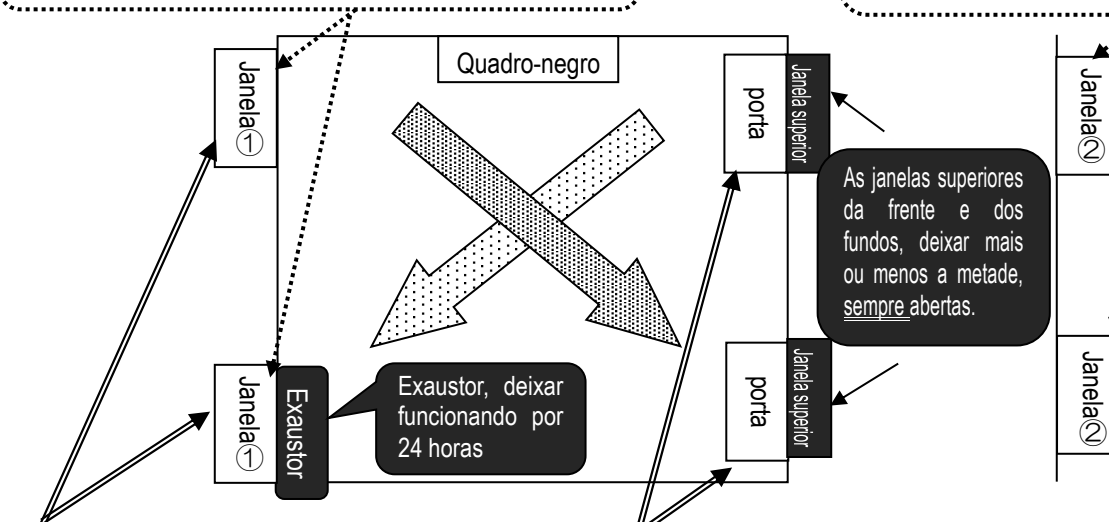 Quadro-negro
Janela①
porta
Janela superior
Janela②
As janelas superiores
da frente e dos
fundos, deixar mais
ou menos a metade,
sempre abertas.
Janela①
Exaustor
Exaustor, deixar
funcionando por
24 horas
porta
Janela superior
Janela②